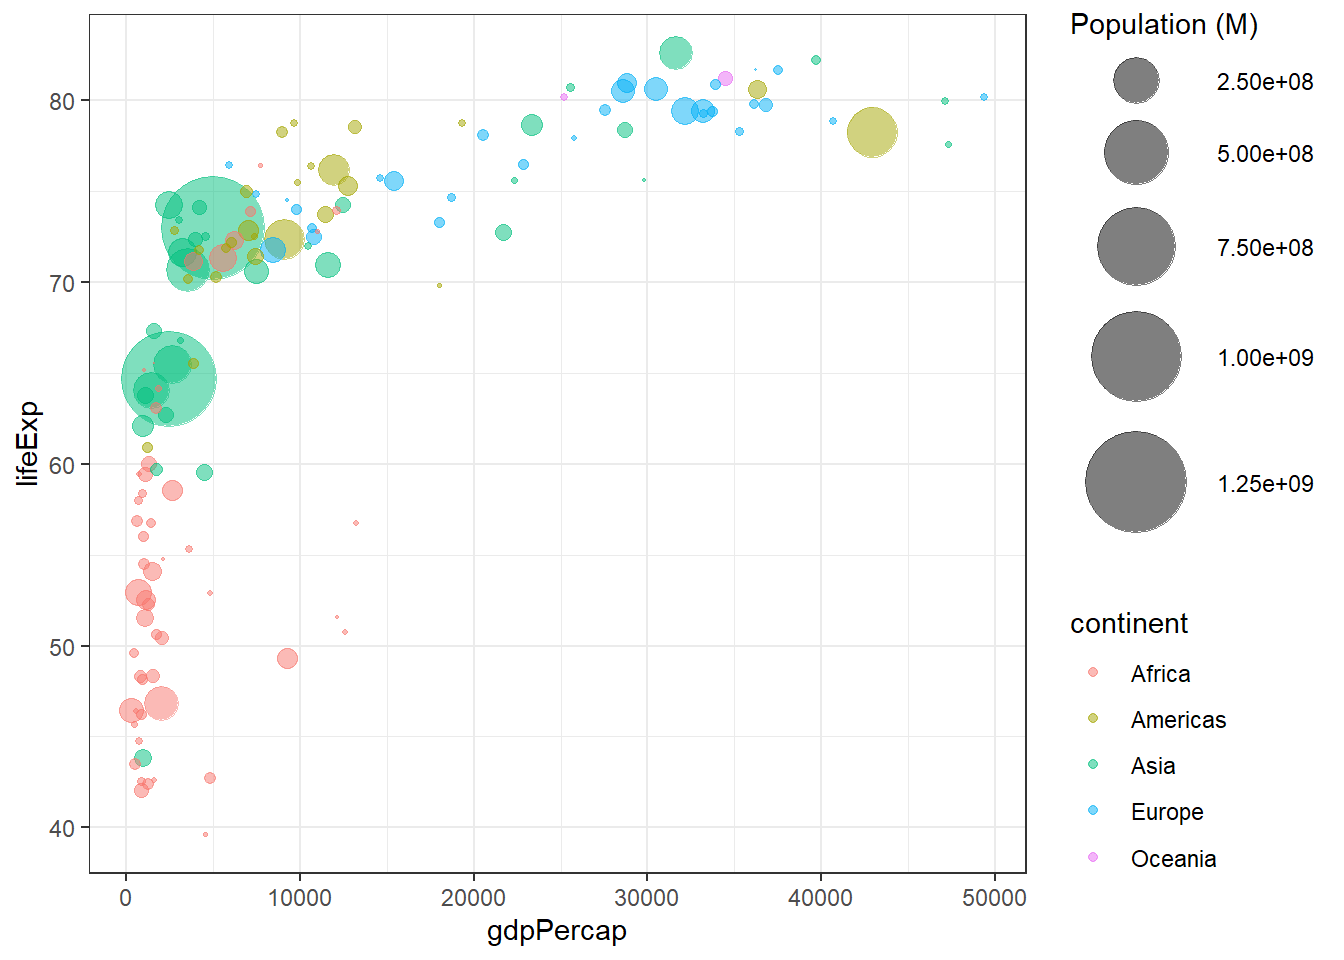 Population (M)
2.50e+08
5.00e+08
7.50e+08
1.00e+09
1.25e+09
continent
Africa
Americas
Asia
Europe
Oceania
lifeExp
80
70
60
50
40
0 10000 20000 30000 40000 50000
gdpPercap